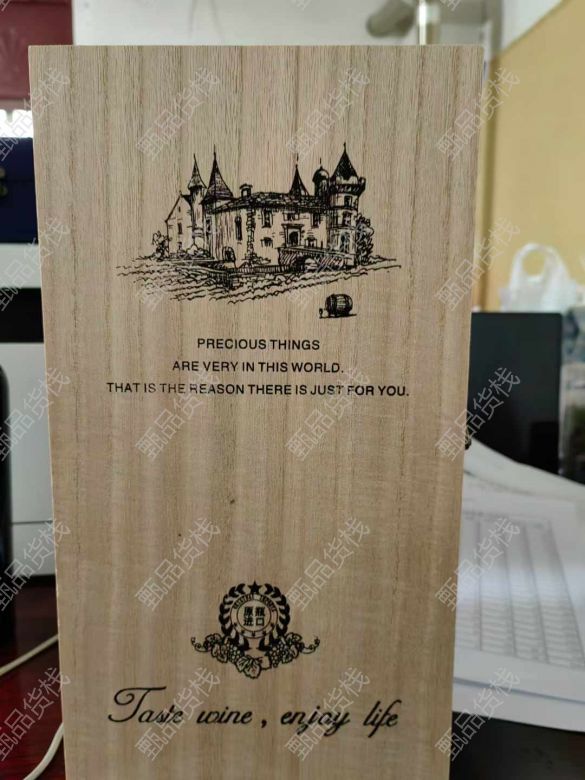 PRECIOUS THINGS
ARE VERY IN THIS WORLD.
THAT IS THE REASON THERE IS JUST FOR YOU.
原瓶
进口
Taste wine , enjoy life
甄品货栈